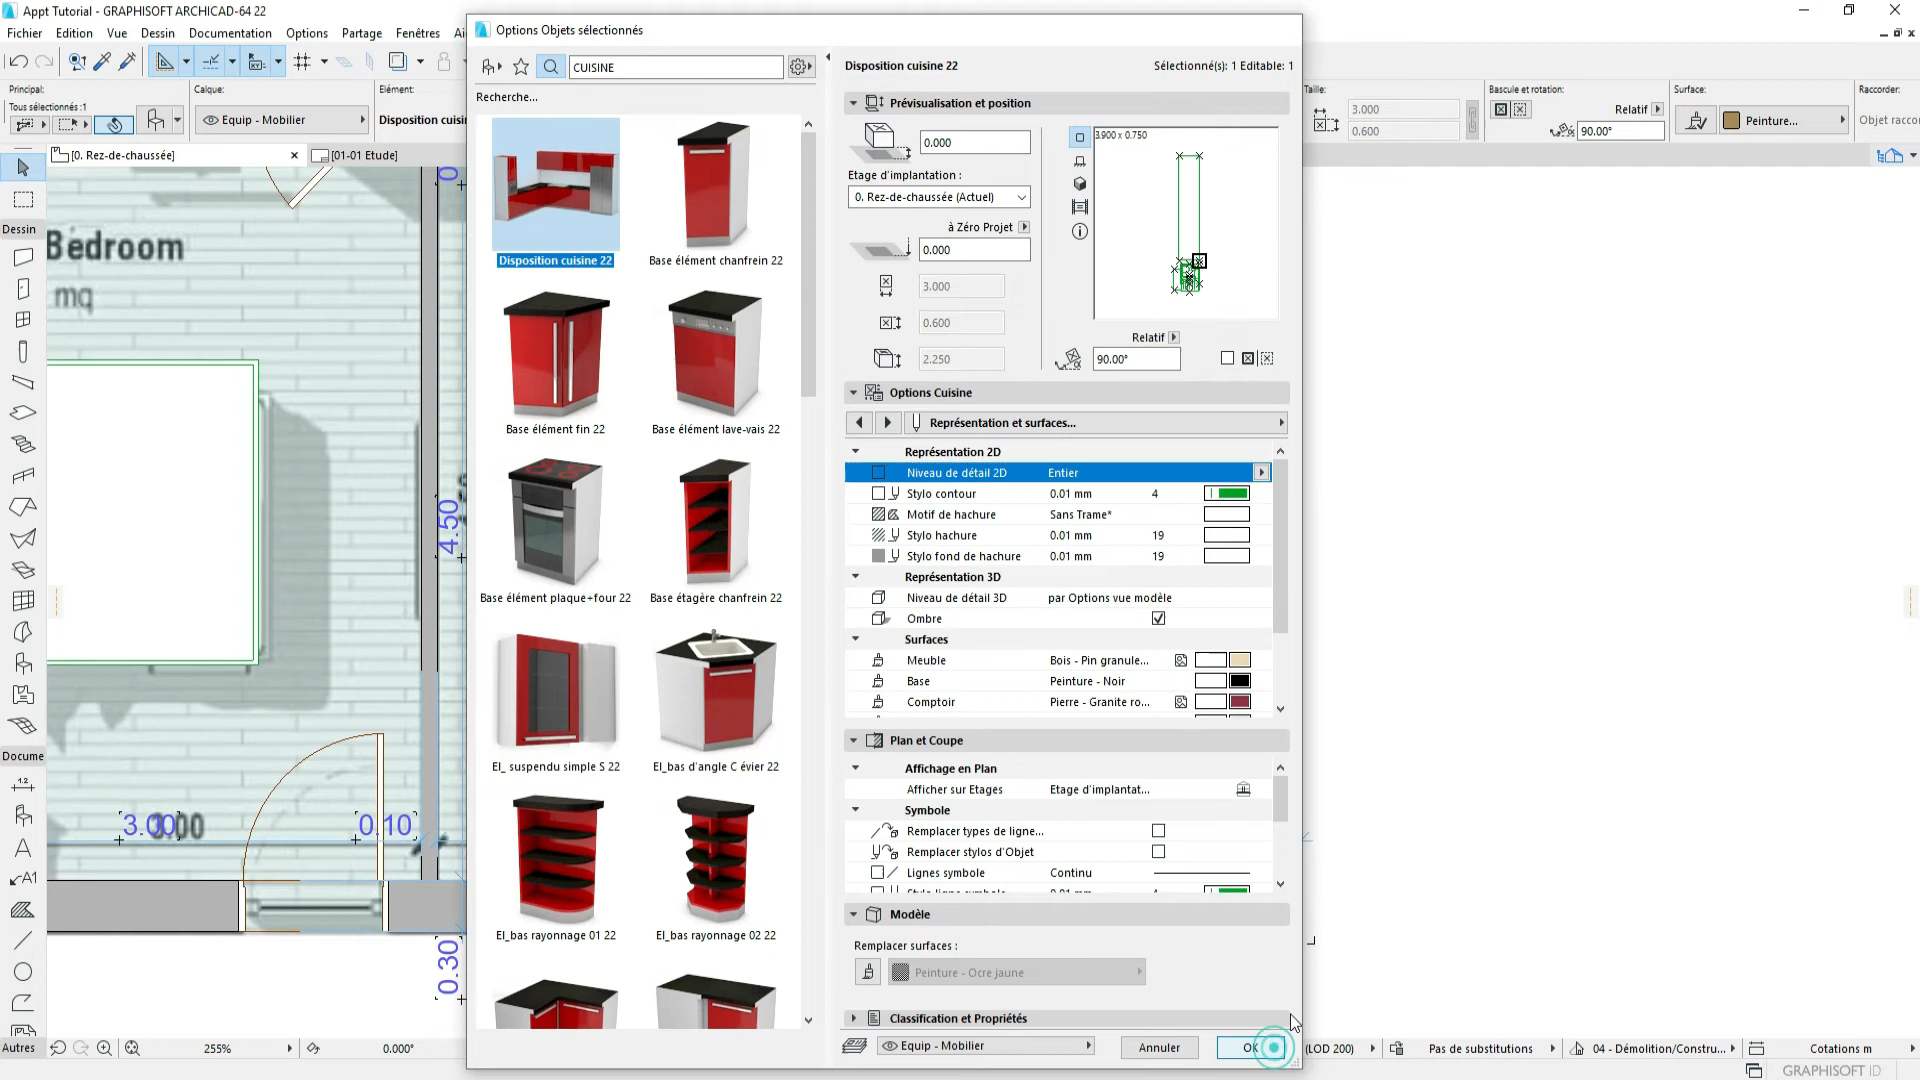 Appt Tutorial - GRAPHISOFT ARCHICAD-64 22
Fichier Edition Vue Dessin Documentation Options Partage Fenêtres
Principal:
Tous sélectionnés :1
Calque:
Equip - Mobilier
Elément:
Disposition cuisin
[0. Rez-de-chaussée]
[01-01 Etude]
Dessin
Docume
Autres
Bedroom
mq
4.50
3.00
0.10
0.30
255%
0.000°
Options Objets sélectionnés
CUISINE
Recherche...
Disposition cuisine 22
Base élément chanfrein 22
Base élément fin 22
Base élément lave-vais 22
Base élément plaque+four 22
Base étagère chanfrein 22
El_ suspendu simple S 22
El_bas d'angle C évier 22
El_bas rayonnage 01 22
El_bas rayonnage 02 22
Disposition cuisine 22
Sélectionné(s): 1 Editable: 1
Prévisualisation et position
0.000
Etage d'implantation :
0. Rez-de-chaussée (Actuel)
à Zéro Projet
0.000
3.000
0.600
2.250
3.900 x 0.750
Relatif
90.00°
Options Cuisine
Représentation et surfaces...
Représentation 2D
Niveau de détail 2D Entier
Stylo contour 0.01 mm 4
Motif de hachure Sans Trame*
Stylo hachure 0.01 mm 19
Stylo fond de hachure 0.01 mm 19
Représentation 3D
Niveau de détail 3D par Options vue modèle
Ombre
Surfaces
Meuble Bois - Pin granule...
Base Peinture - Noir
Comptoir Pierre - Granite ro...
Plan et Coupe
Affichage en Plan
Afficher sur Etages Etage d'implantat...
Symbole
Remplacer types de ligne...
Remplacer stylos d'Objet
Lignes symbole Continu
Modèle
Remplacer surfaces :
Peinture - Ocre jaune
Classification et Propriétés
Equip - Mobilier
Annuler
OK
Taille:
3.000
0.600
Bascule et rotation:
Relatif
90.00°
Surface:
Peinture...
Raccorder:
Objet racco
(LOD 200)
Pas de substitutions
04 - Démolition/Constru...
Cotations m
GRAPHISOFT ID